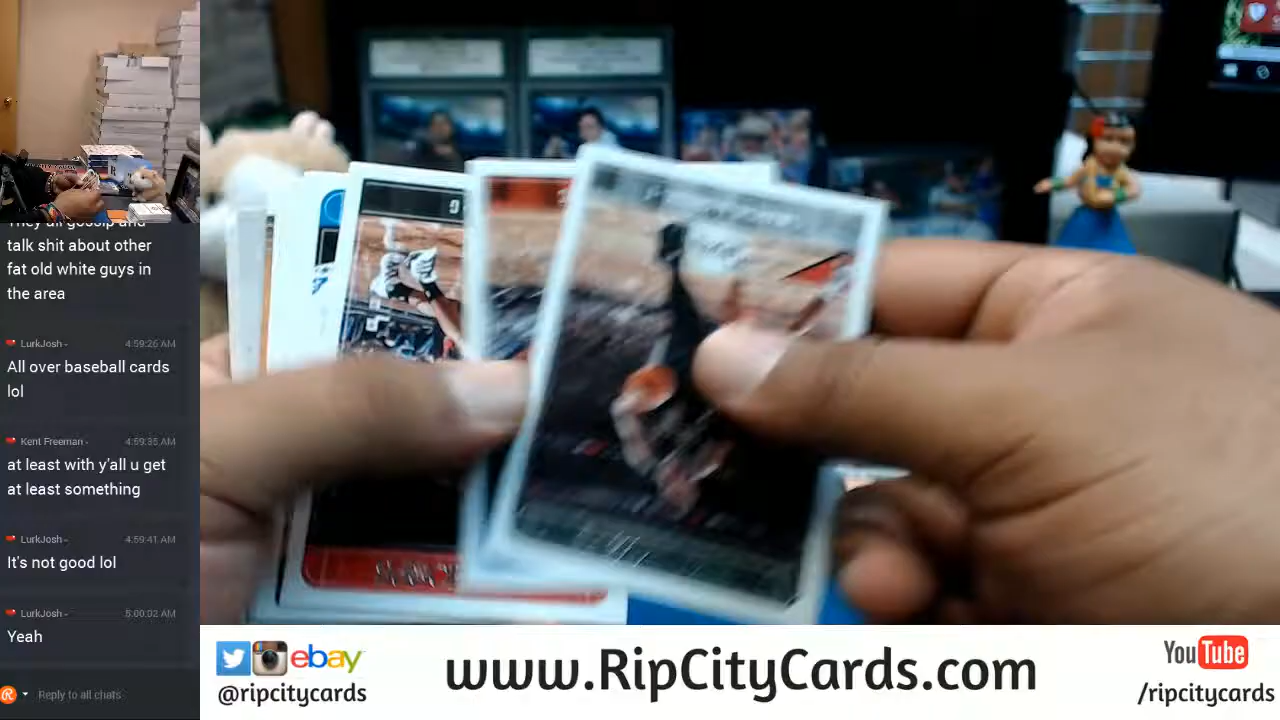 They all gossip and
talk shit about other
fat old white guys in
the area
LurkJosh - 4:59:26 AM
All over baseball cards
lol
Kent Freeman - 4:59:35 AM
at least with y'all u get
at least something
LurkJosh - 4:59:41 AM
It's not good lol
LurkJosh - 5:00:02 AM
Yeah
Reply to all chats
ebay
@ripcitycards
www.RipCityCards.com
YouTube
/ripcitycards